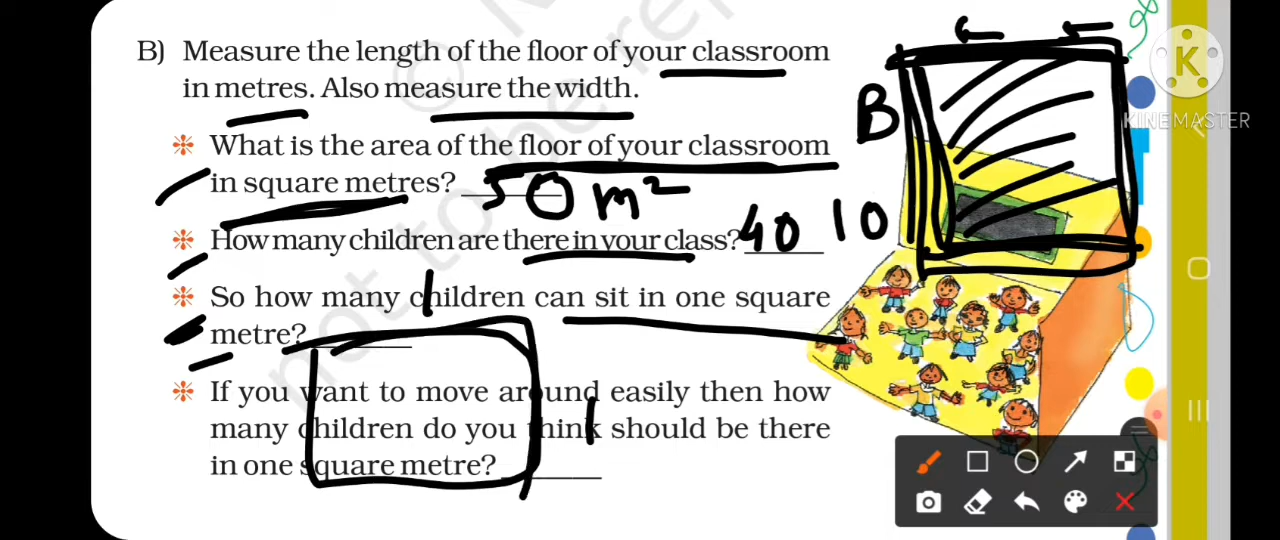 B) Measure the length of the floor of your classroom
in metres. Also measure the width.
What is the area of the floor of your classroom
in square metres? 50 m²
How many children are there in your class? 40
So how many children can sit in one square
metre?
If you want to move around easily then how
many children do you think should be there
in one square metre?
B
10
1
1
K
KINEMASTER